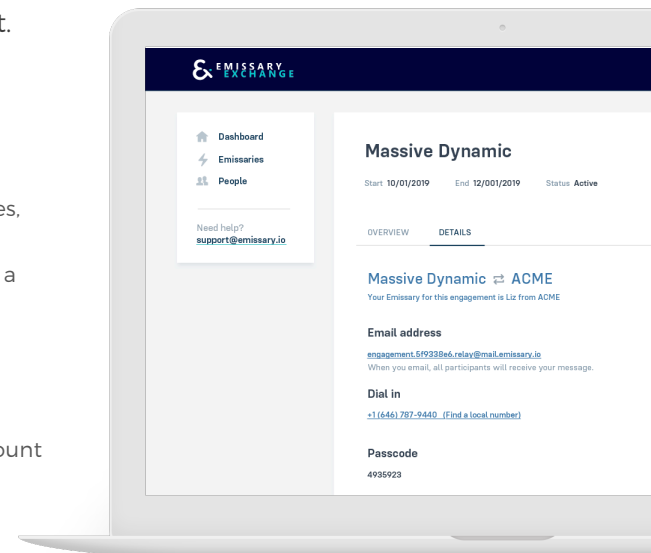 t.
es,
a
ount
EMISSARY
EXCHANGE
Dashboard
Emissaries
People
Need help?
support@emissary.io
Massive Dynamic
Start 10/01/2019 End 12/001/2019 Status Active
OVERVIEW DETAILS
Massive Dynamic ⇄ ACME
Your Emissary for this engagement is Liz from ACME
Email address
engagement.5f9338e6.relay@mail.emissary.io
When you email, all participants will receive your message.
Dial in
+1 (646) 787-9440 (Find a local number)
Passcode
4935923